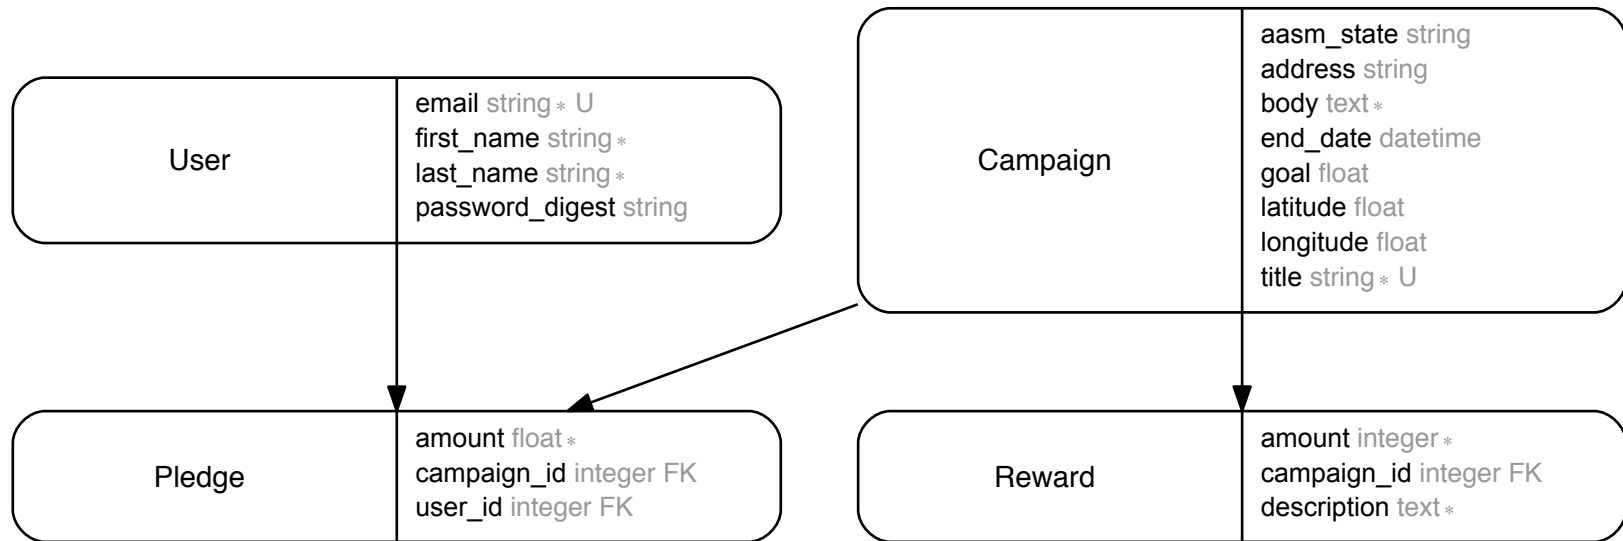 User
email string * U
first_name string *
last_name string *
password_digest string
Campaign
aasm_state string
address string
body text *
end_date datetime
goal float
latitude float
longitude float
title string * U
Pledge
amount float *
campaign_id integer FK
user_id integer FK
Reward
amount integer *
campaign_id integer FK
description text *